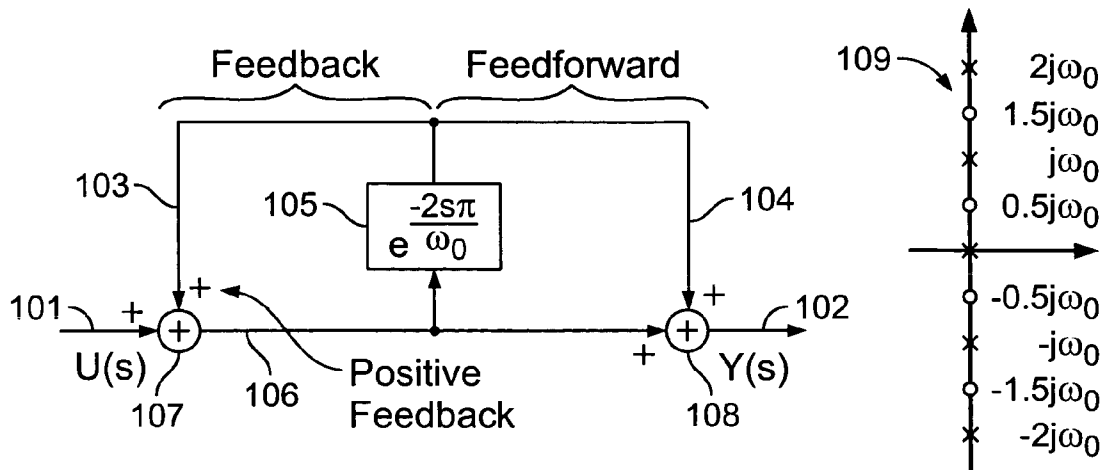 Feedback
Feedforward
109
2jω₀
1.5jω₀
jω₀
0.5jω₀
-0.5jω₀
-jω₀
-1.5jω₀
-2jω₀
103
105
e^(-2sπ/ω₀)
104
101
+
+
+
+
+
+
102
U(s)
107
106
Positive
Feedback
108
Y(s)